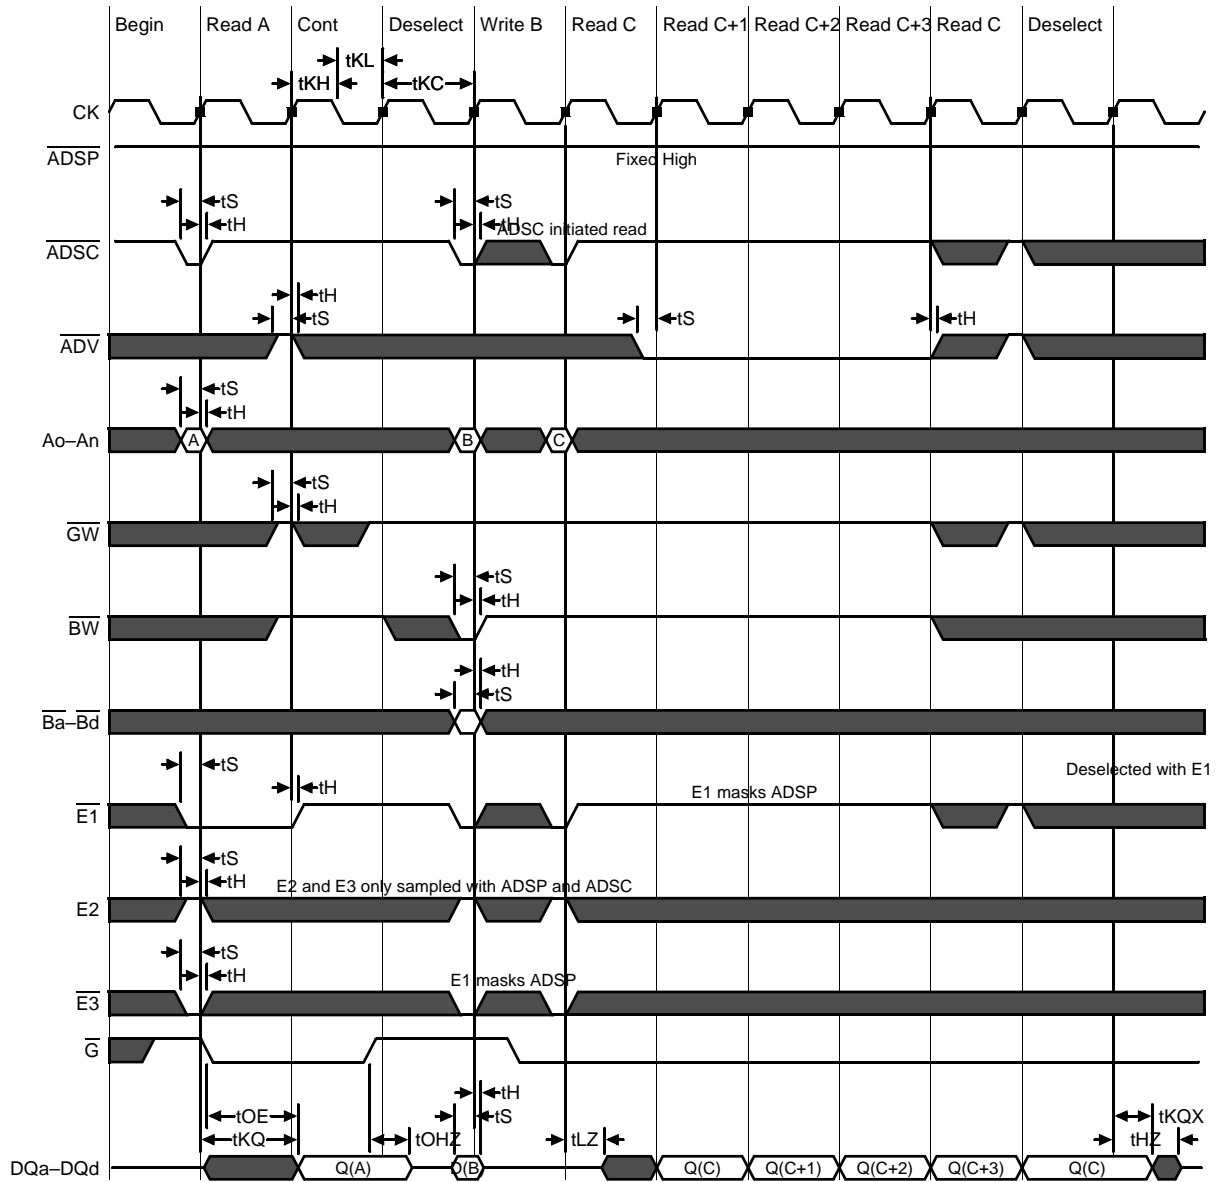 Begin Read A Cont Deselect Write B Read C Read C+1 Read C+2 Read C+3 Read C Deselect
tKL
tKH tKC
CK
ADSP Fixed High
tS tS
tH tH
ADSC ADSC initiated read
tH
tS tS tH
ADV
tS
tH
Ao–An A B C
tS
tH
GW
tS
tH
BW
tH
tS
Ba–Bd
tS Deselected with E1
tH E1 masks ADSP
E1
tS
tH E2 and E3 only sampled with ADSP and ADSC
E2
tS
tH E1 masks ADSP
E3
G
tH
tOE tS tKQX
tKQ tOHZ tLZ tHZ
DQa–DQd Q(A) D(B Q(C) Q(C+1) Q(C+2) Q(C+3) Q(C)